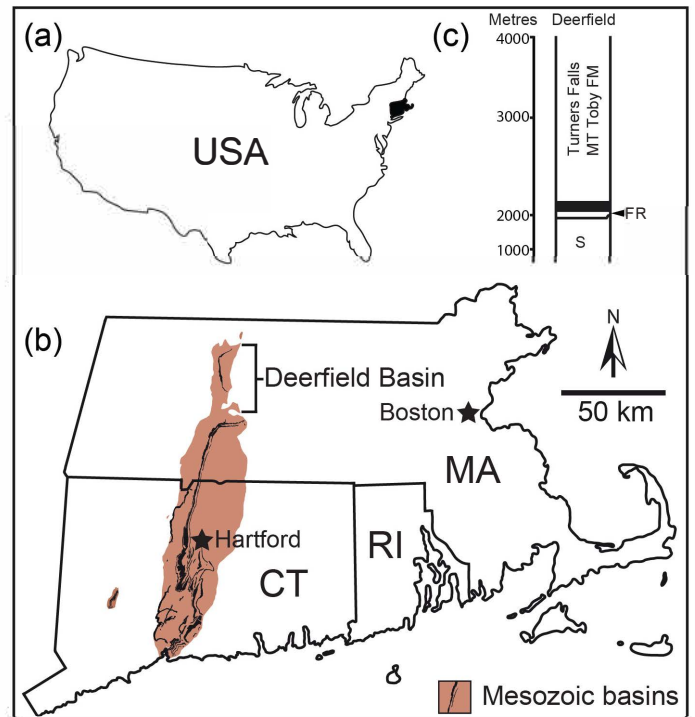 (a)
USA
(c)
Metres
Deerfield
4000
3000
2000
1000
Turners Falls
MT Toby FM
FR
S
(b)
Deerfield Basin
N
50 km
Boston
MA
Hartford
RI
CT
Mesozoic basins